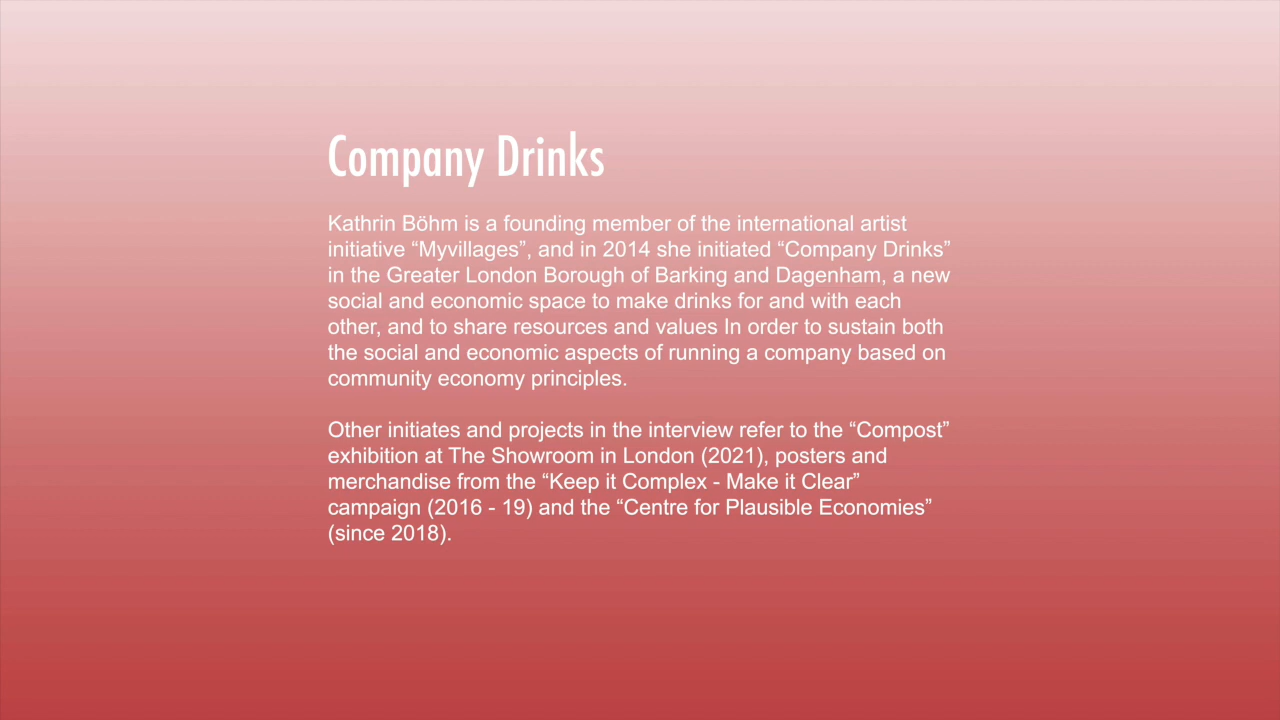 Company Drinks
Kathrin Böhm is a founding member of the international artist
initiative “Myvillages”, and in 2014 she initiated “Company Drinks”
in the Greater London Borough of Barking and Dagenham, a new
social and economic space to make drinks for and with each
other, and to share resources and values In order to sustain both
the social and economic aspects of running a company based on
community economy principles.
Other initiates and projects in the interview refer to the “Compost”
exhibition at The Showroom in London (2021), posters and
merchandise from the “Keep it Complex - Make it Clear”
campaign (2016 - 19) and the “Centre for Plausible Economies”
(since 2018).